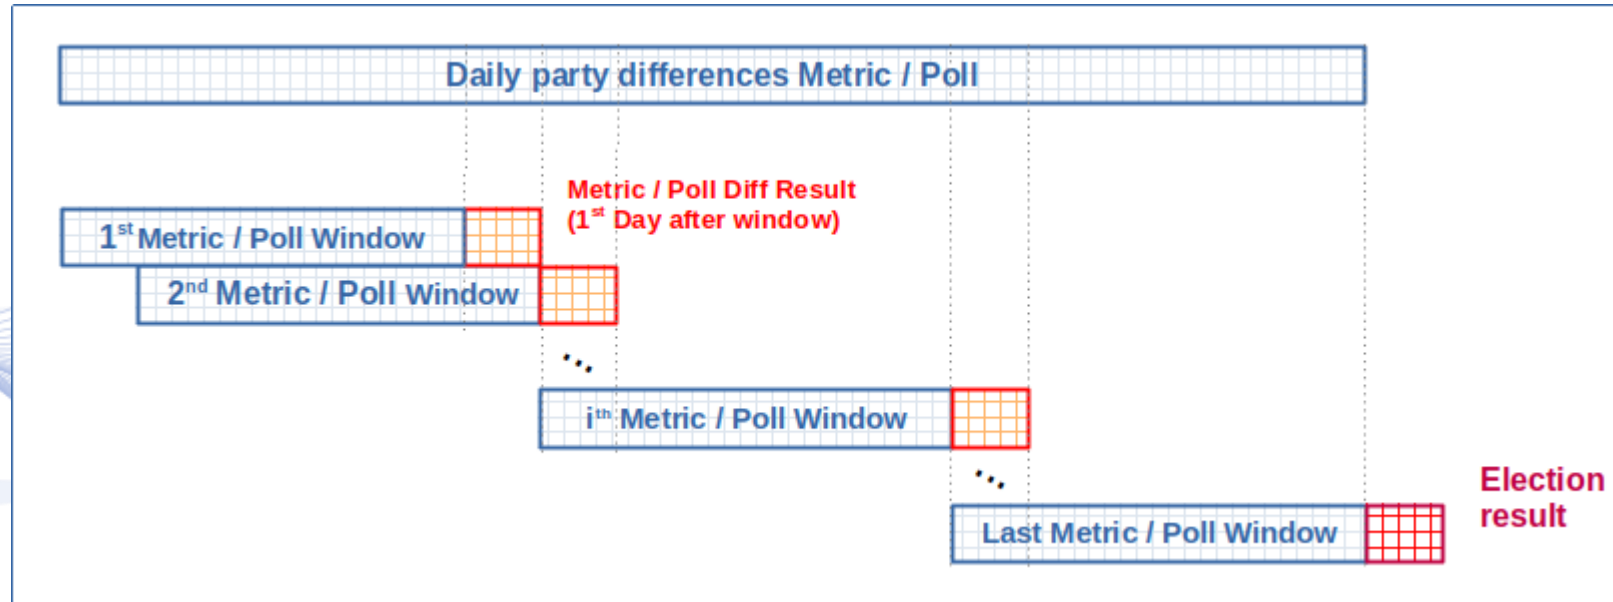 Daily party differences Metric / Poll
Metric / Poll Diff Result
(1st Day after window)
1st Metric / Poll Window
2nd Metric / Poll Window
...
ith Metric / Poll Window
...
Election
result
Last Metric / Poll Window